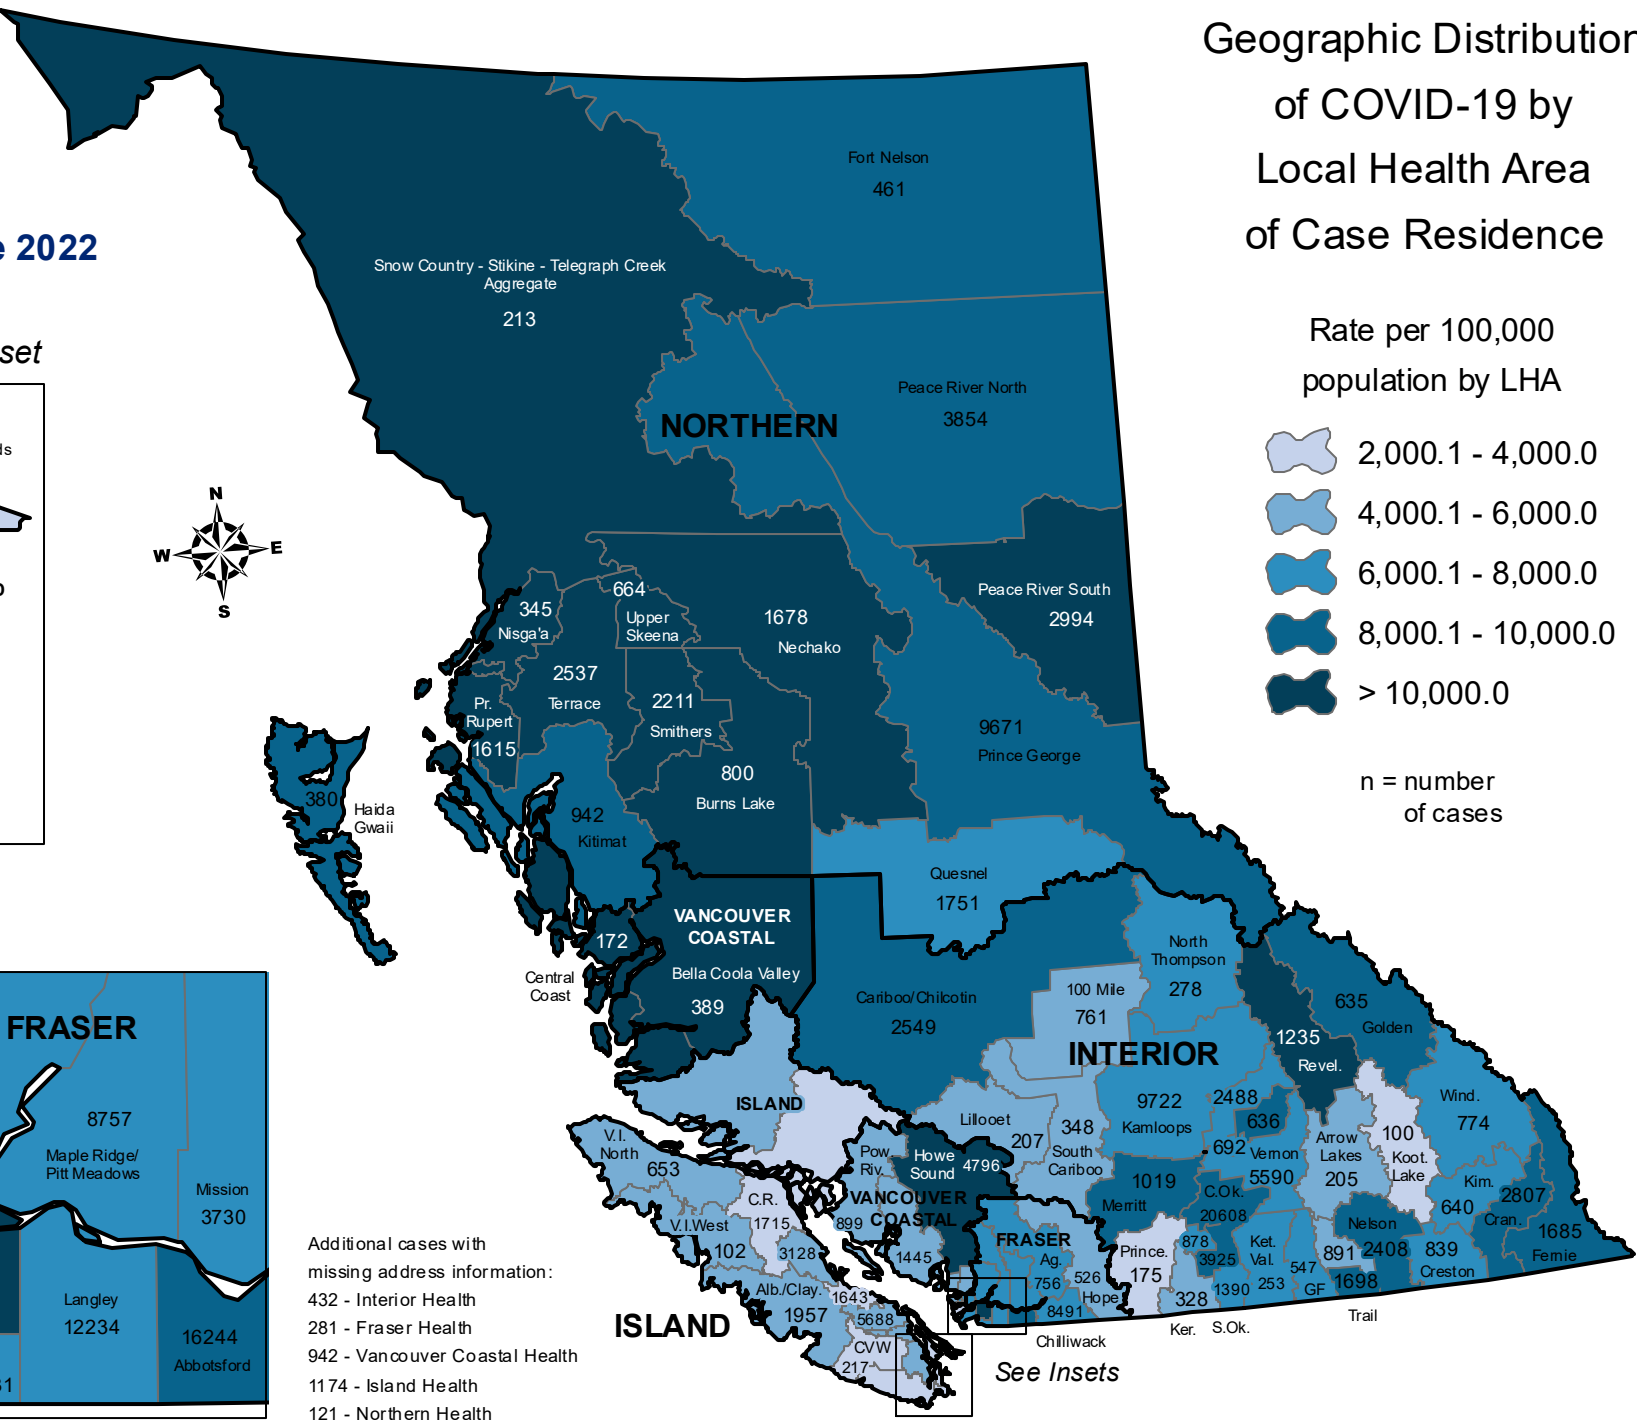 Geographic Distribution
of COVID-19 by
Local Health Area
of Case Residence
2022
Rate per 100,000
population by LHA
2,000.1 - 4,000.0
4,000.1 - 6,000.0
6,000.1 - 8,000.0
8,000.1 - 10,000.0
> 10,000.0
n = number
of cases
N
W
E
S
Fort Nelson
461
Snow Country - Stikine - Telegraph Creek
Aggregate
213
Peace River North
3854
NORTHERN
Peace River South
2994
664
Upper
Skeena
345
Nisga'a
1678
Nechako
2537
Terrace
2211
Smithers
Pr.
Rupert
1615
9671
Prince George
800
Burns Lake
380
Haida
Gwaii
942
Kitimat
Quesnel
1751
VANCOUVER
COASTAL
172
Central
Coast
Bella Coola Valley
389
Cariboo/Chilcotin
2549
North
Thompson
278
100 Mile
761
INTERIOR
635
Golden
1235
Revel.
Wind.
774
ISLAND
9722
Kamloops
2488
636
692
Vernon
5590
Lillooet
207
348
South
Cariboo
Arrow
Lakes
205
100
Koot.
Lake
V.I.
North
653
Pow.
Riv.
Howe
Sound
4796
VANCOUVER
COASTAL
899
1445
C.R.
1715
V.I.West
102
3128
Alb./Clay.
1957
1643
5688
CVW
217
ISLAND
1019
Merritt
C.Ok.
20608
Kim.
640
2807
Cran.
1685
Fernie
Nelson
2408
891
839
Creston
FRASER
Ag.
756
526
Hope
8491
Chilliwack
Prince.
175
878
3925
Ket.
Val.
253
547
GF
1698
Trail
328
Ker.
1390
S.Ok.
See Insets
FRASER
8757
Maple Ridge/
Pitt Meadows
Mission
3730
Langley
12234
16244
Abbotsford
Additional cases with
missing address information:
432 - Interior Health
281 - Fraser Health
942 - Vancouver Coastal Health
1174 - Island Health
121 - Northern Health